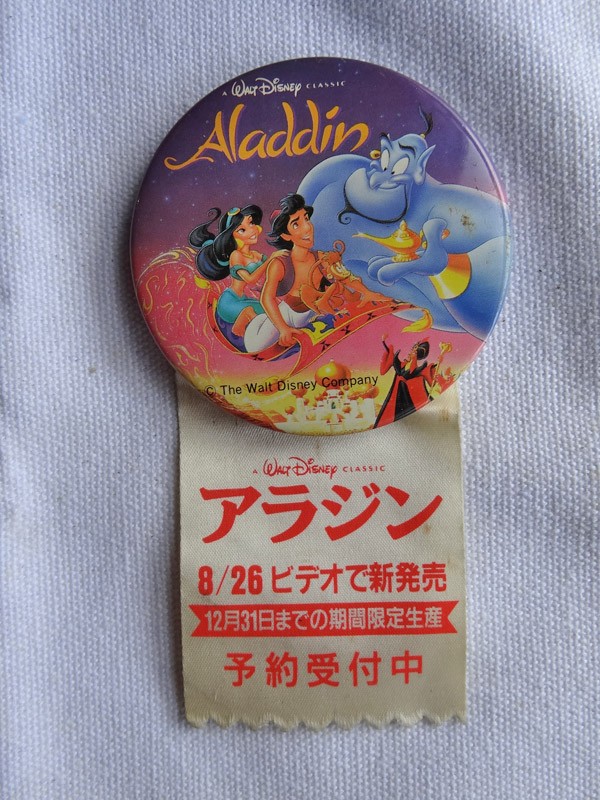 A WALT DISNEY CLASSIC
Aladdin
© The Walt Disney Company
A WALT DISNEY CLASSIC
アラジン
8/26 ビデオで新発売
12月31日までの期間限定生産
予約受付中